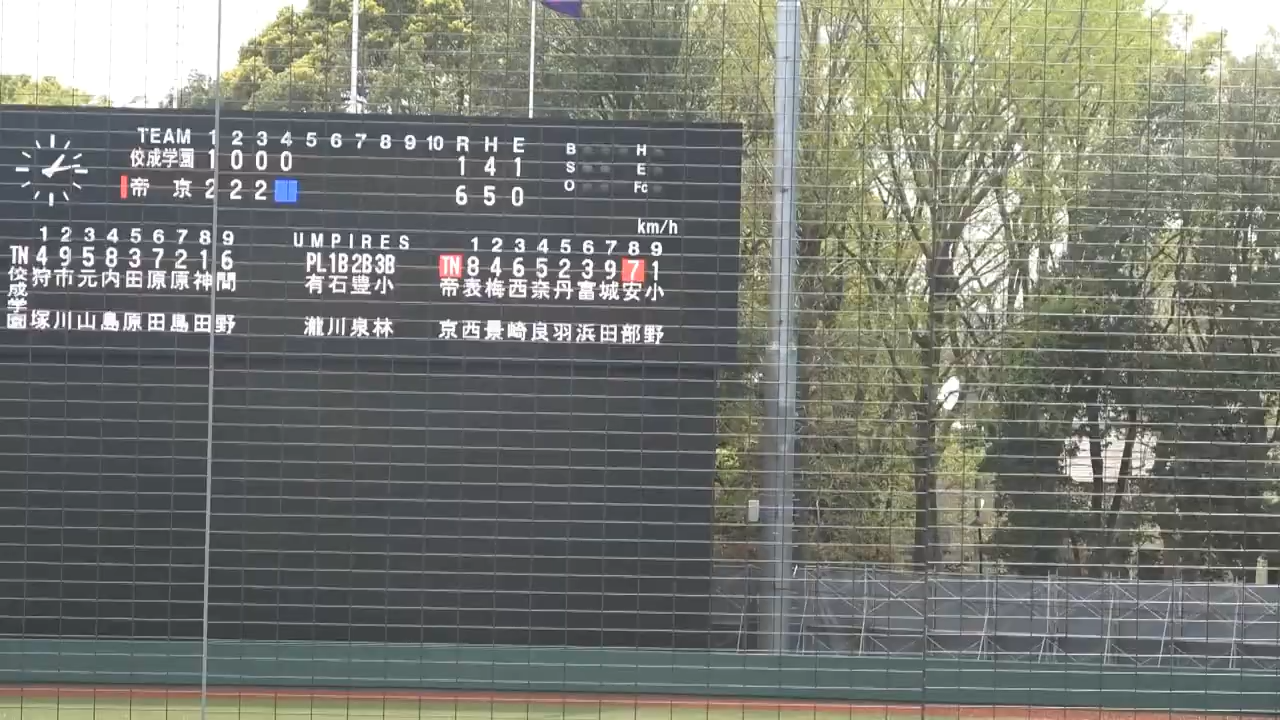 TEAM 1 2 3 4 5 6 7 8 9 10 R H E
佼成学園 1 0 0 0 1 4 1
帝京 2 2 2 6 5 0
B H
S E
O Fc
km/h
1 2 3 4 5 6 7 8 9
TN 4 9 5 8 3 7 2 1 6
佼成学園 狩塚 市川 元山 内島 田原 原田 原島 神田 間野
UMPIRES
PL 1B 2B 3B
有瀧 石川 豊泉 小林
1 2 3 4 5 6 7 8 9
TN 8 4 6 5 2 3 9 7 1
帝京 表西 梅景 西崎 奈良 丹羽 富浜 城田 安部 小野